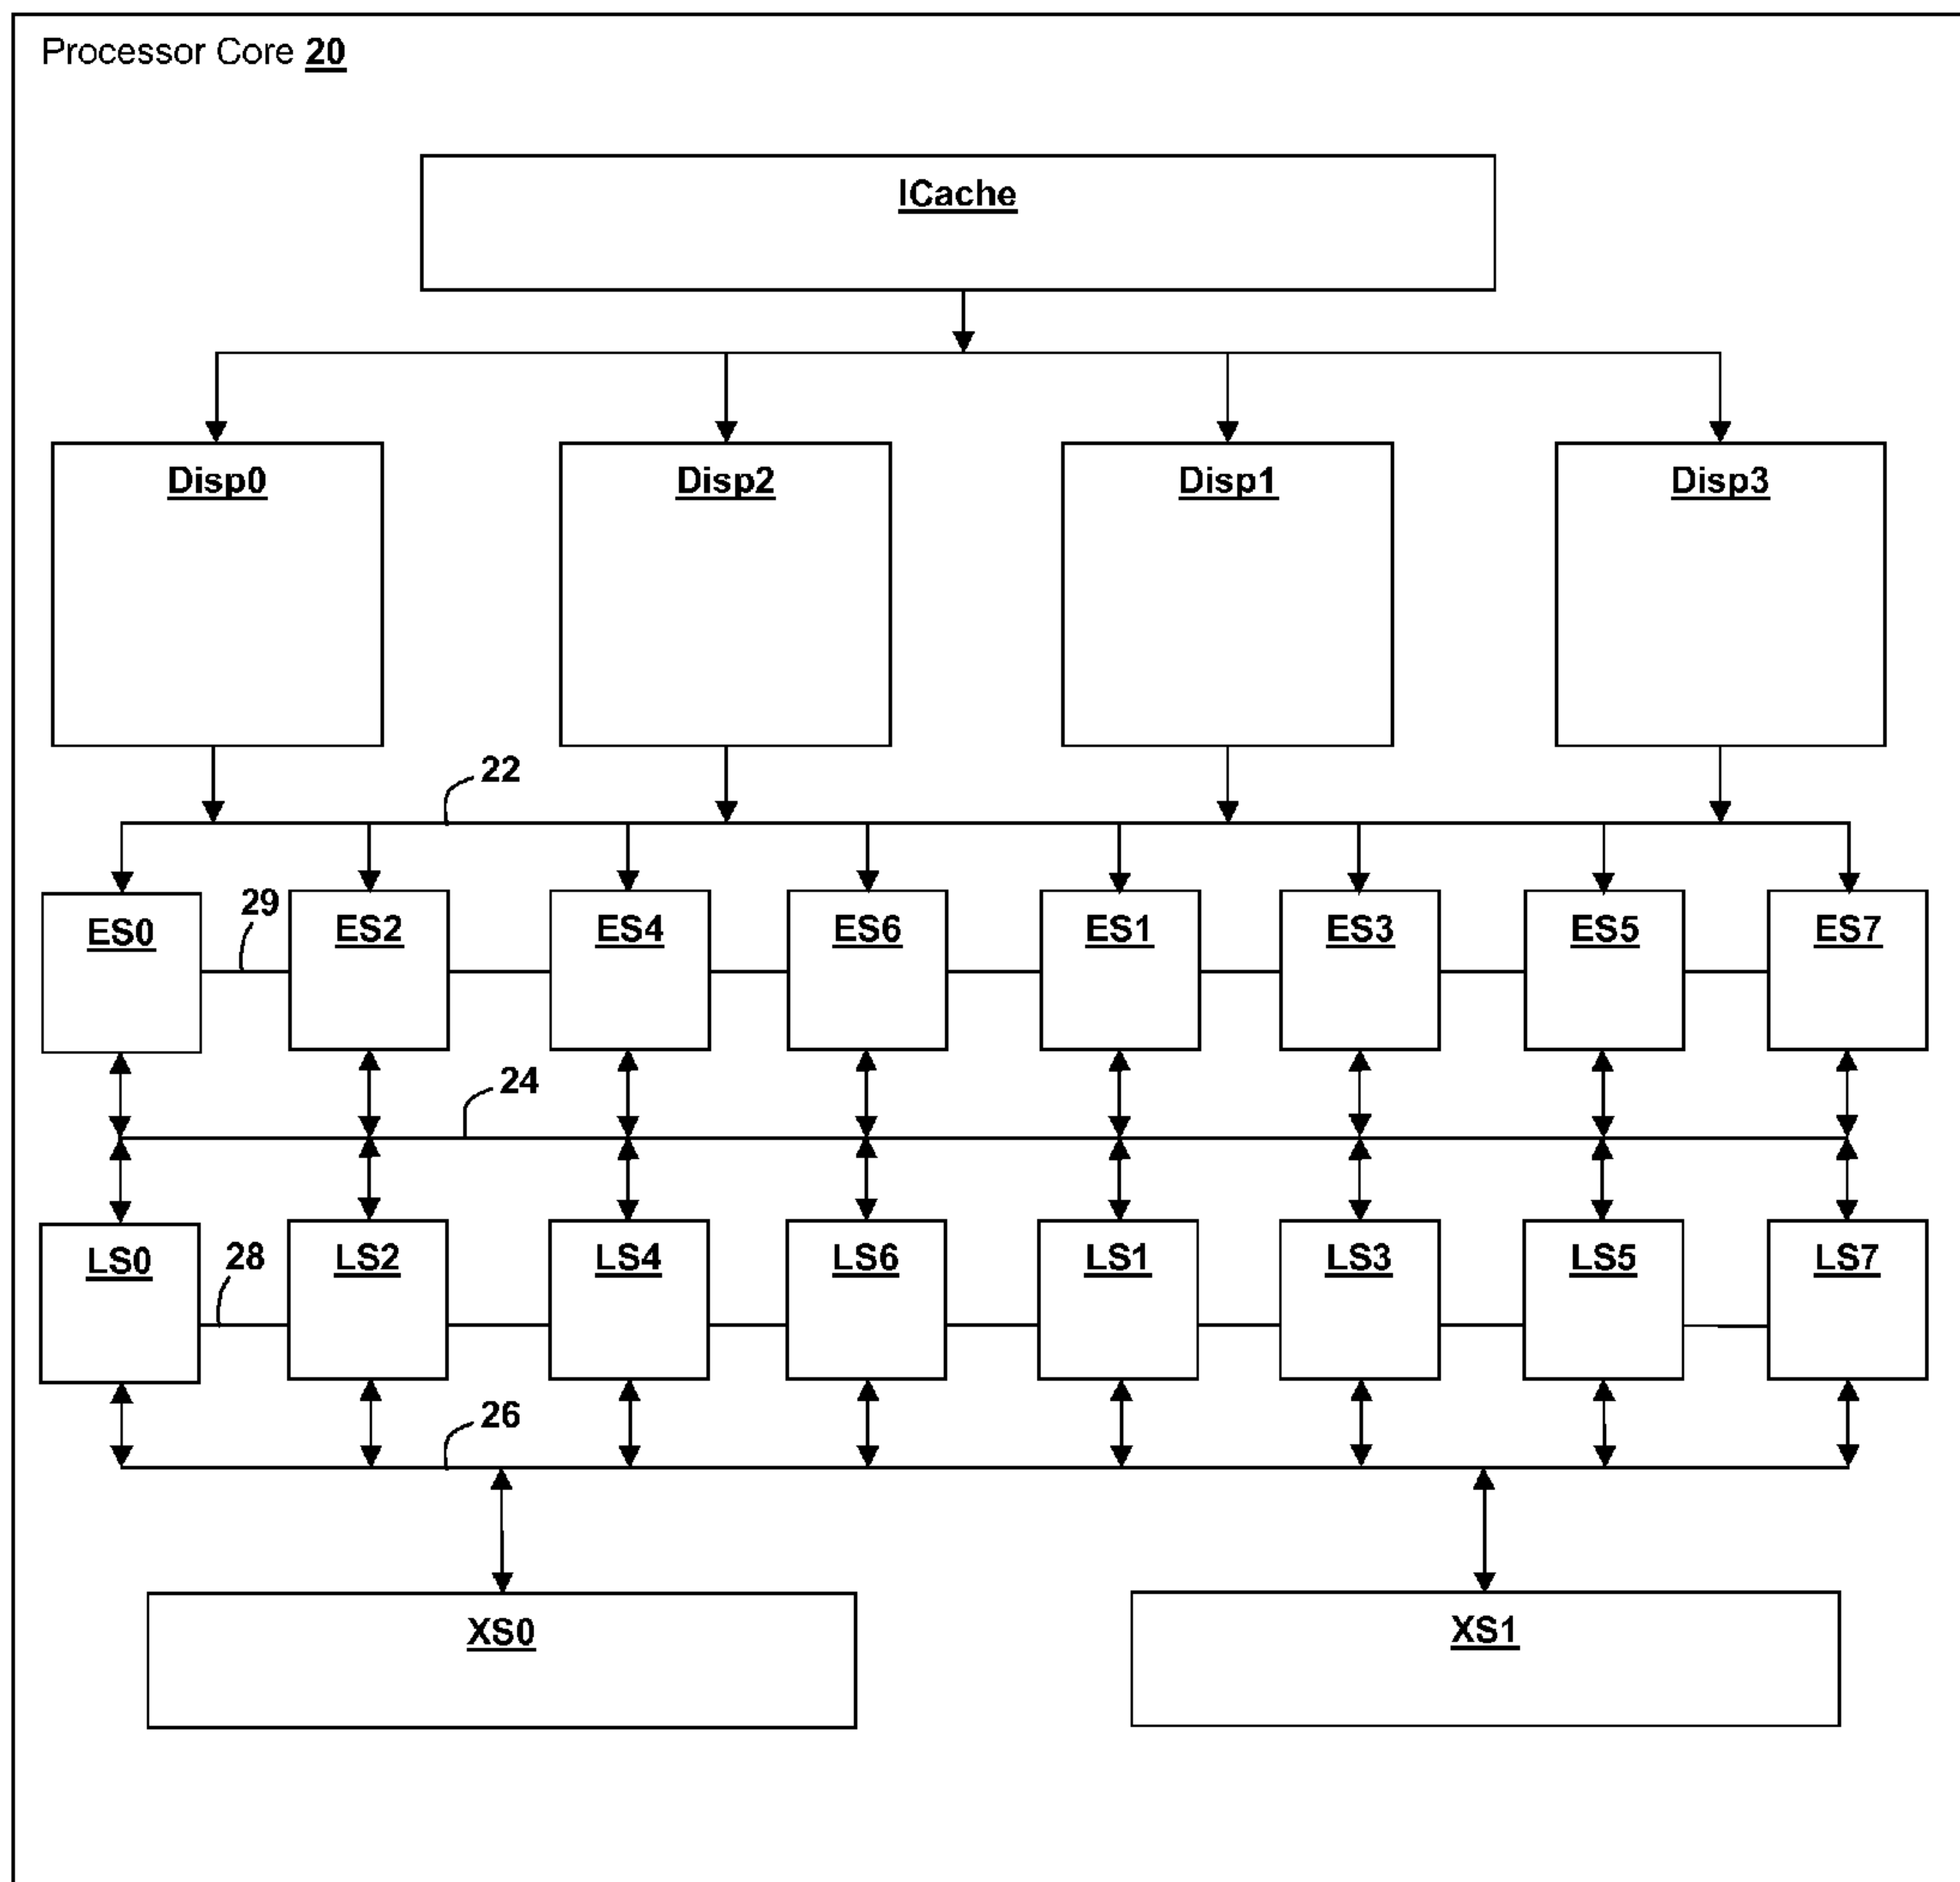 Processor Core 20
ICache
Disp0 Disp2 Disp1 Disp3
22
29
ES0 ES2 ES4 ES6 ES1 ES3 ES5 ES7
24
28
LS0 LS2 LS4 LS6 LS1 LS3 LS5 LS7
26
XS0 XS1